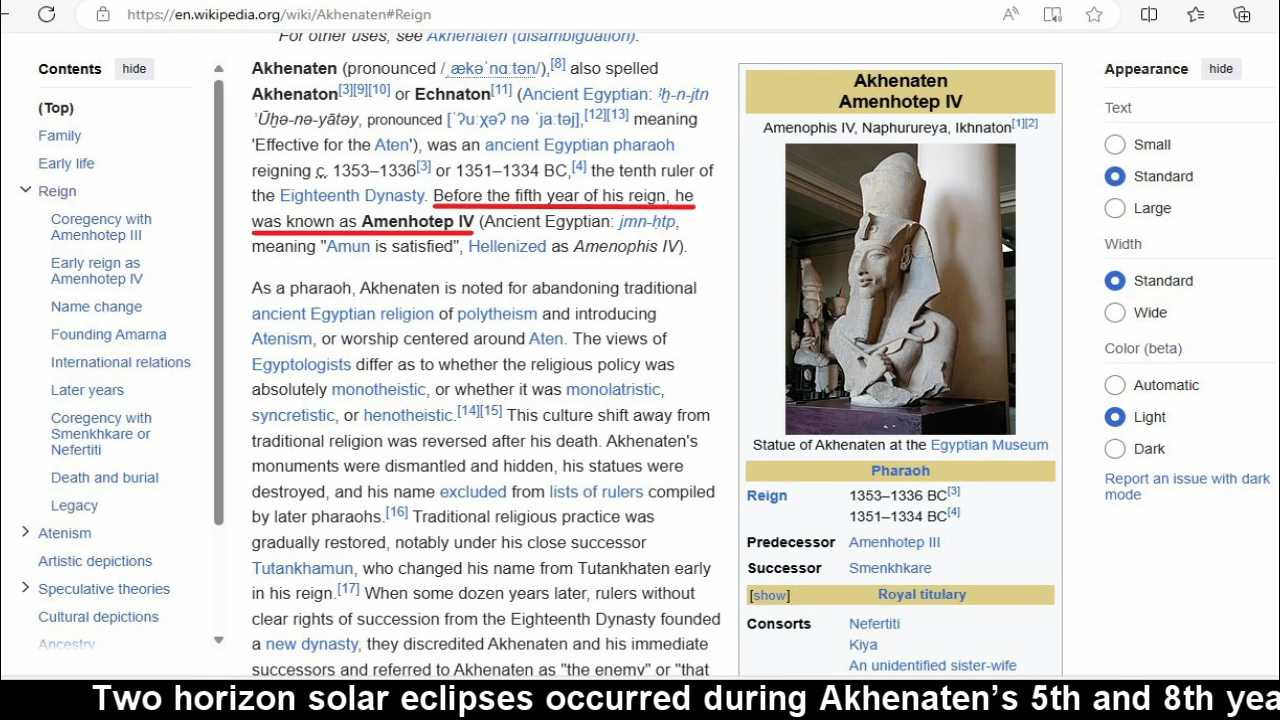 https://en.wikipedia.org/wiki/Akhenaten#Reign
For other uses, see Akhenaten (disambiguation).
Contents hide
(Top)
Family
Early life
Reign
Coregency with
Amenhotep III
Early reign as
Amenhotep IV
Name change
Founding Amarna
International relations
Later years
Coregency with
Smenkhkare or
Nefertiti
Death and burial
Legacy
Atenism
Artistic depictions
Speculative theories
Cultural depictions
Ancestry
Akhenaten (pronounced /ˌækəˈnɑːtən/),[8] also spelled
Akhenaton[3][9][10] or Echnaton[11] (Ancient Egyptian: ꜣḫ-n-jtn
ʾŪḫə-nə-yātəy, pronounced [ˈʔuːχəʔ nə ˈjaːtəj],[12][13] meaning
'Effective for the Aten'), was an ancient Egyptian pharaoh
reigning c. 1353–1336[3] or 1351–1334 BC,[4] the tenth ruler of
the Eighteenth Dynasty. Before the fifth year of his reign, he
was known as Amenhotep IV (Ancient Egyptian: jmn-ḥtp,
meaning "Amun is satisfied", Hellenized as Amenophis IV).
As a pharaoh, Akhenaten is noted for abandoning traditional
ancient Egyptian religion of polytheism and introducing
Atenism, or worship centered around Aten. The views of
Egyptologists differ as to whether the religious policy was
absolutely monotheistic, or whether it was monolatristic,
syncretistic, or henotheistic.[14][15] This culture shift away from
traditional religion was reversed after his death. Akhenaten's
monuments were dismantled and hidden, his statues were
destroyed, and his name excluded from lists of rulers compiled
by later pharaohs.[16] Traditional religious practice was
gradually restored, notably under his close successor
Tutankhamun, who changed his name from Tutankhaten early
in his reign.[17] When some dozen years later, rulers without
clear rights of succession from the Eighteenth Dynasty founded
a new dynasty, they discredited Akhenaten and his immediate
successors and referred to Akhenaten as "the enemy" or "that
Akhenaten
Amenhotep IV
Amenophis IV, Naphurureya, Ikhnaton[1][2]
Statue of Akhenaten at the Egyptian Museum
Pharaoh
Reign 1353–1336 BC[3]
1351–1334 BC[4]
Predecessor Amenhotep III
Successor Smenkhkare
[show] Royal titulary
Consorts Nefertiti
Kiya
An unidentified sister-wife
Appearance hide
Text
Small
Standard
Large
Width
Standard
Wide
Color (beta)
Automatic
Light
Dark
Report an issue with dark
mode
Two horizon solar eclipses occurred during Akhenaten’s 5th and 8th yea